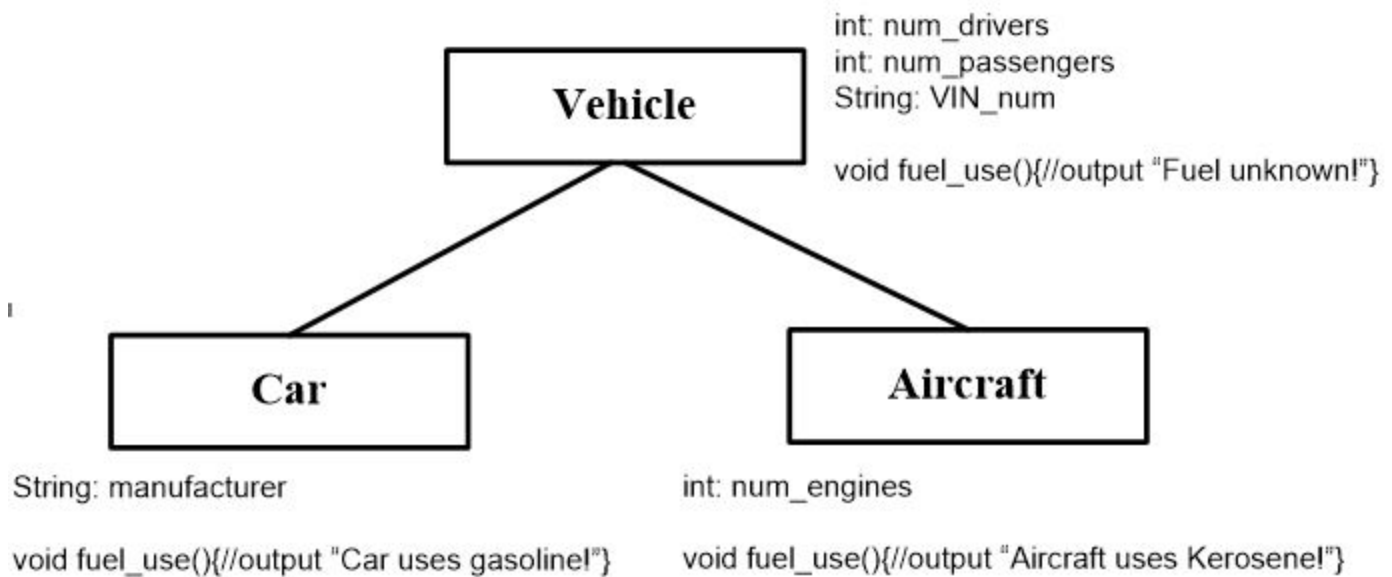 int: num_drivers
int: num_passengers
String: VIN_num
Vehicle
void fuel_use(){//output “Fuel unknown!”}
Car
Aircraft
String: manufacturer
int: num_engines
void fuel_use(){//output “Car uses gasoline!”}
void fuel_use(){//output “Aircraft uses Kerosene!”}